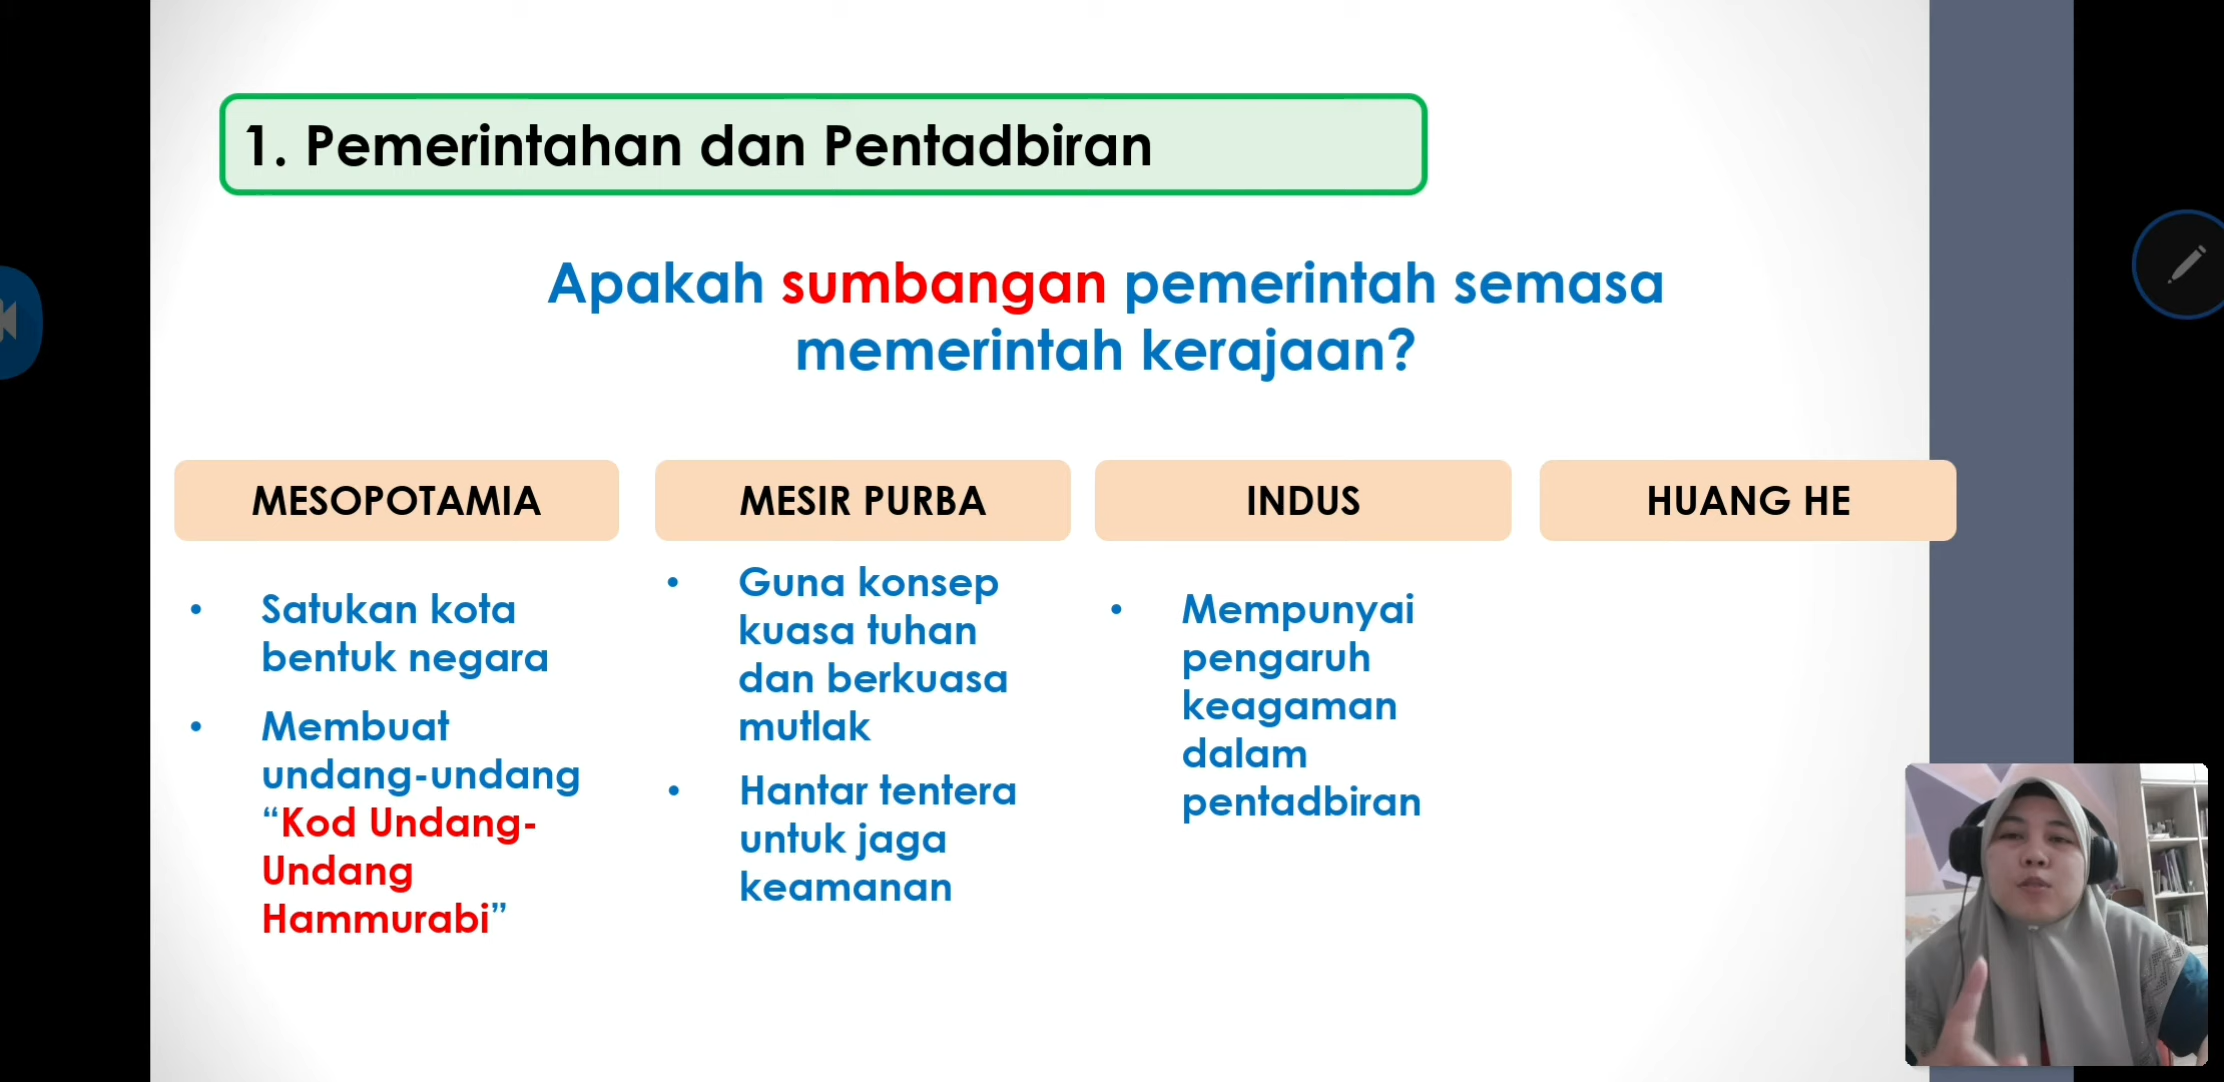 1. Pemerintahan dan Pentadbiran
Apakah sumbangan pemerintah semasa
memerintah kerajaan?
MESOPOTAMIA
• Satukan kota
bentuk negara
• Membuat
undang-undang
“Kod Undang-
Undang
Hammurabi”
MESIR PURBA
• Guna konsep
kuasa tuhan
dan berkuasa
mutlak
• Hantar tentera
untuk jaga
keamanan
INDUS
• Mempunyai
pengaruh
keagaman
dalam
pentadbiran
HUANG HE